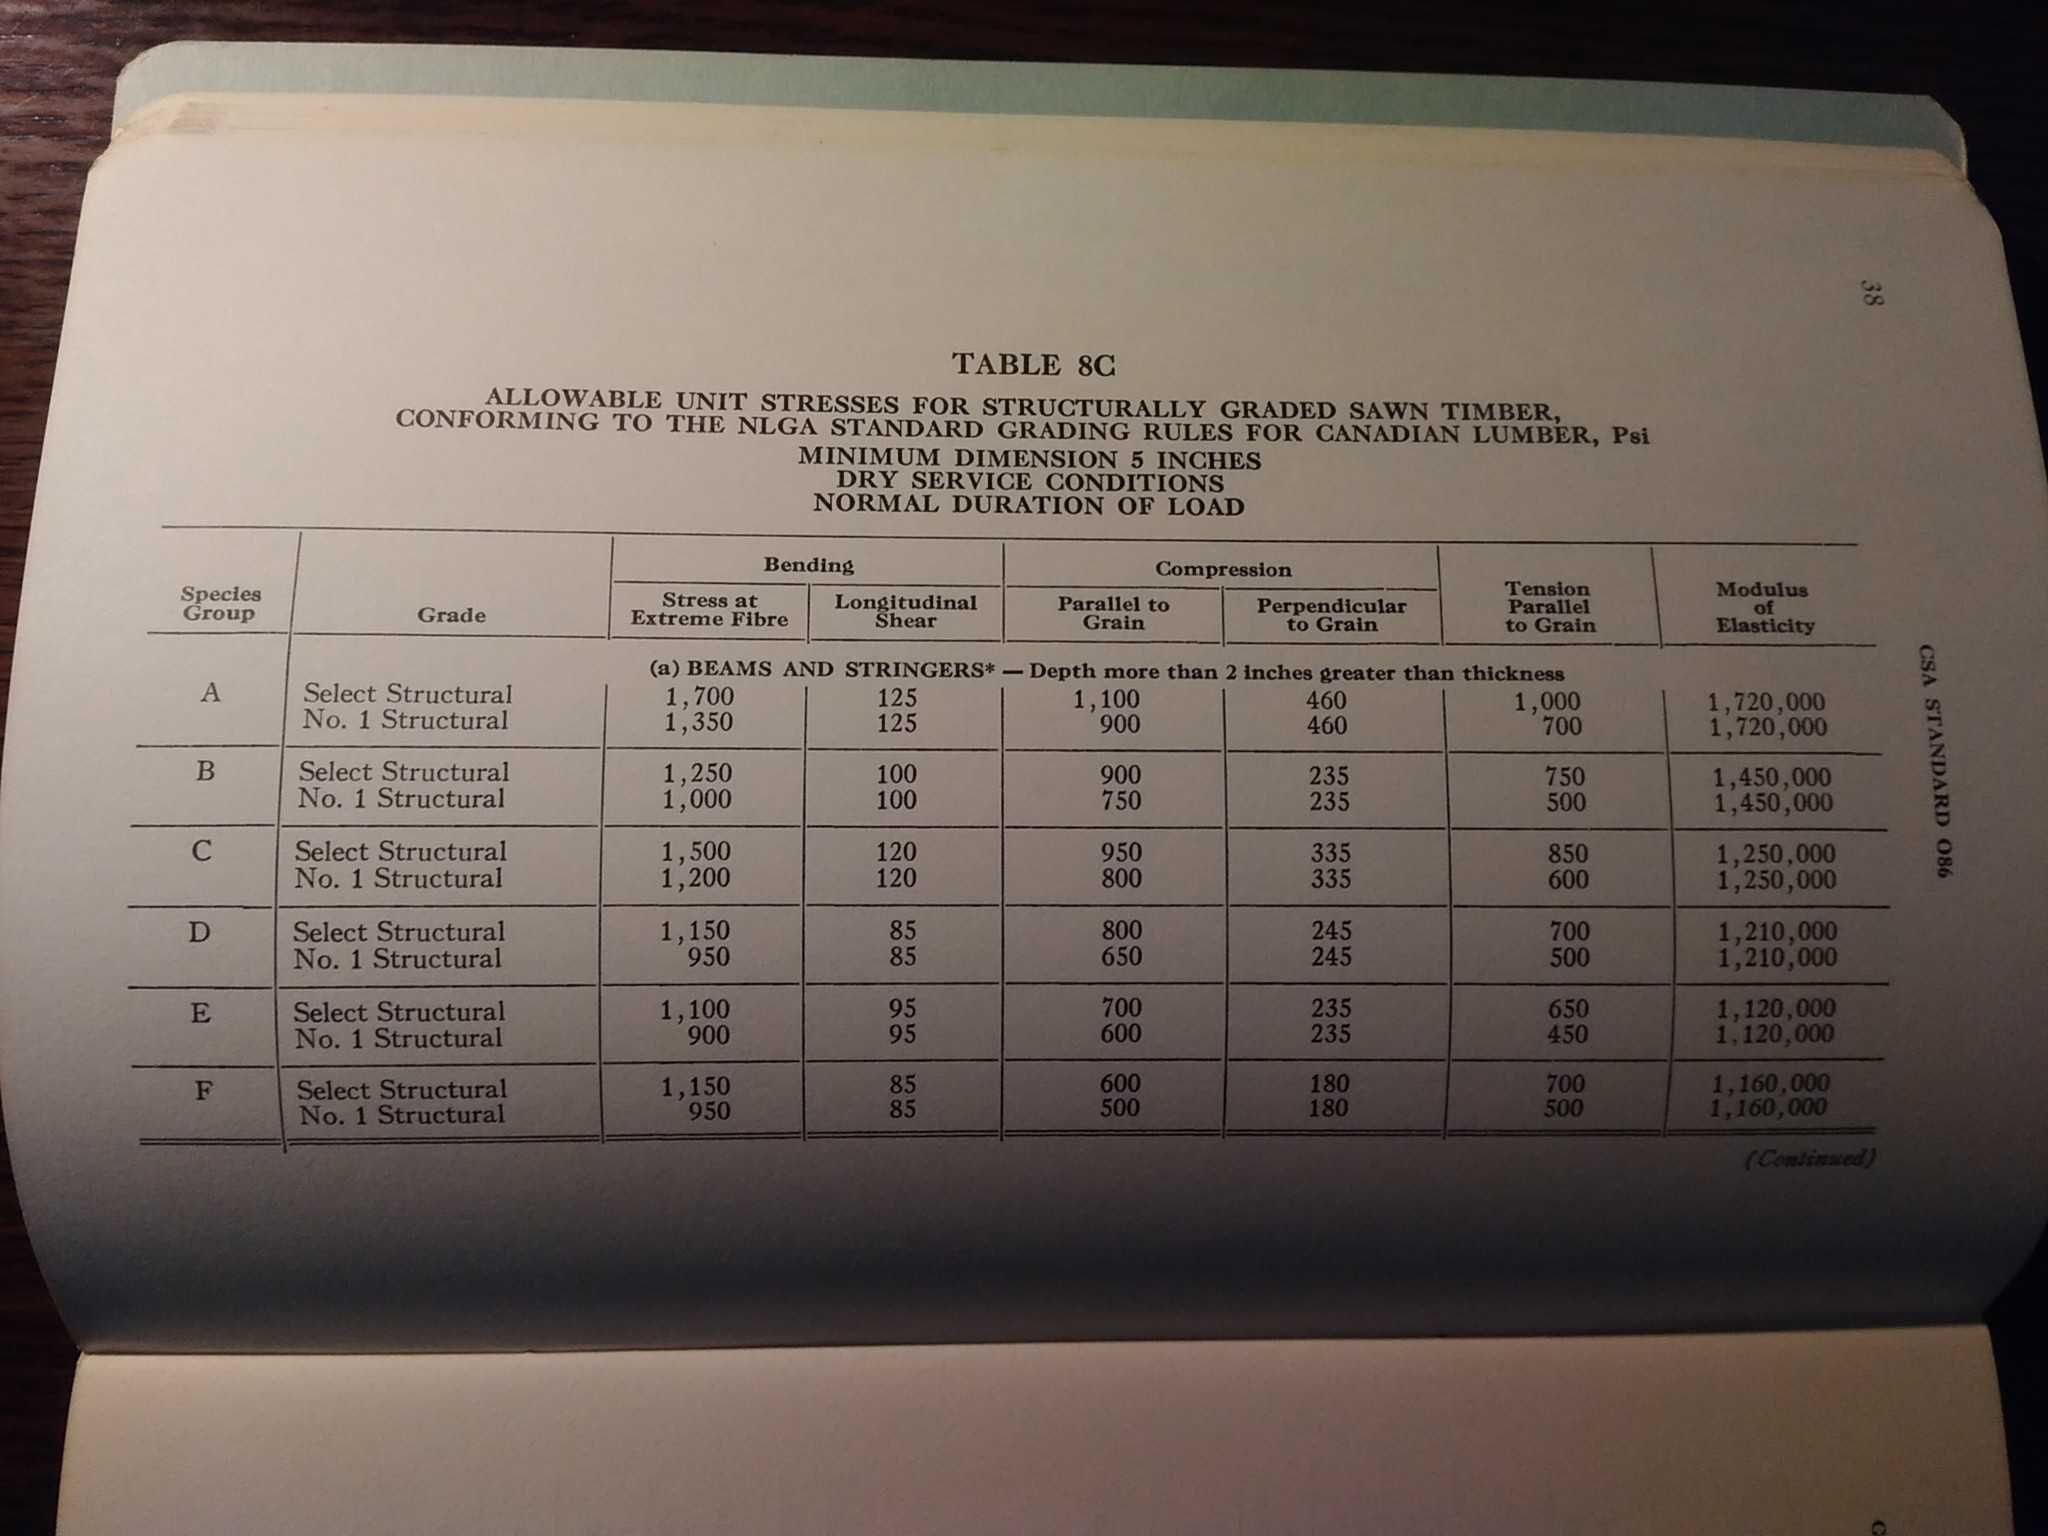 38
TABLE 8C
ALLOWABLE UNIT STRESSES FOR STRUCTURALLY GRADED SAWN TIMBER,
CONFORMING TO THE NLGA STANDARD GRADING RULES FOR CANADIAN LUMBER, Psi
MINIMUM DIMENSION 5 INCHES
DRY SERVICE CONDITIONS
NORMAL DURATION OF LOAD
Species Group | Grade | Bending | Compression | Tension Parallel to Grain | Modulus of Elasticity
Stress at Extreme Fibre | Longitudinal Shear | Parallel to Grain | Perpendicular to Grain
(a) BEAMS AND STRINGERS* — Depth more than 2 inches greater than thickness
A Select Structural 1,700 125 1,100 460 1,000 1,720,000
No. 1 Structural 1,350 125 900 460 700 1,720,000
B Select Structural 1,250 100 900 235 750 1,450,000
No. 1 Structural 1,000 100 750 235 500 1,450,000
C Select Structural 1,500 120 950 335 850 1,250,000
No. 1 Structural 1,200 120 800 335 600 1,250,000
D Select Structural 1,150 85 800 245 700 1,210,000
No. 1 Structural 950 85 650 245 500 1,210,000
E Select Structural 1,100 95 700 235 650 1,120,000
No. 1 Structural 900 95 600 235 450 1,120,000
F Select Structural 1,150 85 600 180 700 1,160,000
No. 1 Structural 950 85 500 180 500 1,160,000
(Continued)
CSA STANDARD O86